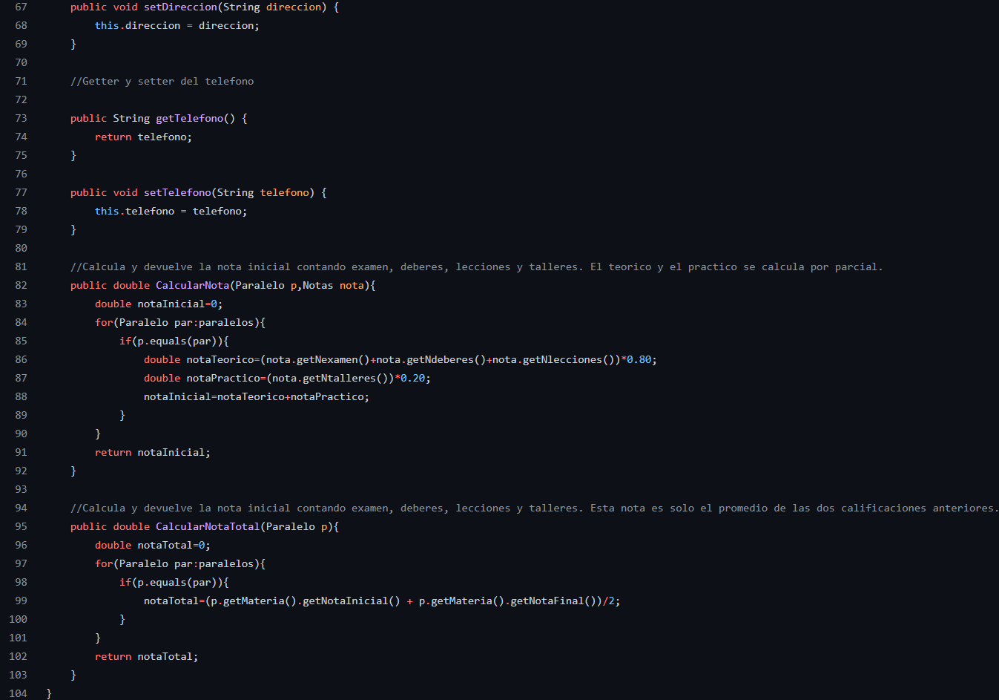 67 public void setDireccion(String direccion) {
68 this.direccion = direccion;
69 }
70
71 //Getter y setter del telefono
72
73 public String getTelefono() {
74 return telefono;
75 }
76
77 public void setTelefono(String telefono) {
78 this.telefono = telefono;
79 }
80
81 //Calcula y devuelve la nota inicial contando examen, deberes, lecciones y talleres. El teorico y el practico se calcula por parcial.
82 public double CalcularNota(Paralelo p,Notas nota){
83 double notaInicial=0;
84 for(Paralelo par:paralelos){
85 if(p.equals(par)){
86 double notaTeorico=(nota.getNexamen()+nota.getNdeberes()+nota.getNlecciones())*0.80;
87 double notaPractico=(nota.getNtalleres())*0.20;
88 notaInicial=notaTeorico+notaPractico;
89 }
90 }
91 return notaInicial;
92 }
93
94 //Calcula y devuelve la nota inicial contando examen, deberes, lecciones y talleres. Esta nota es solo el promedio de las dos calificaciones anteriores.
95 public double CalcularNotaTotal(Paralelo p){
96 double notaTotal=0;
97 for(Paralelo par:paralelos){
98 if(p.equals(par)){
99 notaTotal=(p.getMateria().getNotaInicial() + p.getMateria().getNotaFinal())/2;
100 }
101 }
102 return notaTotal;
103 }
104 }